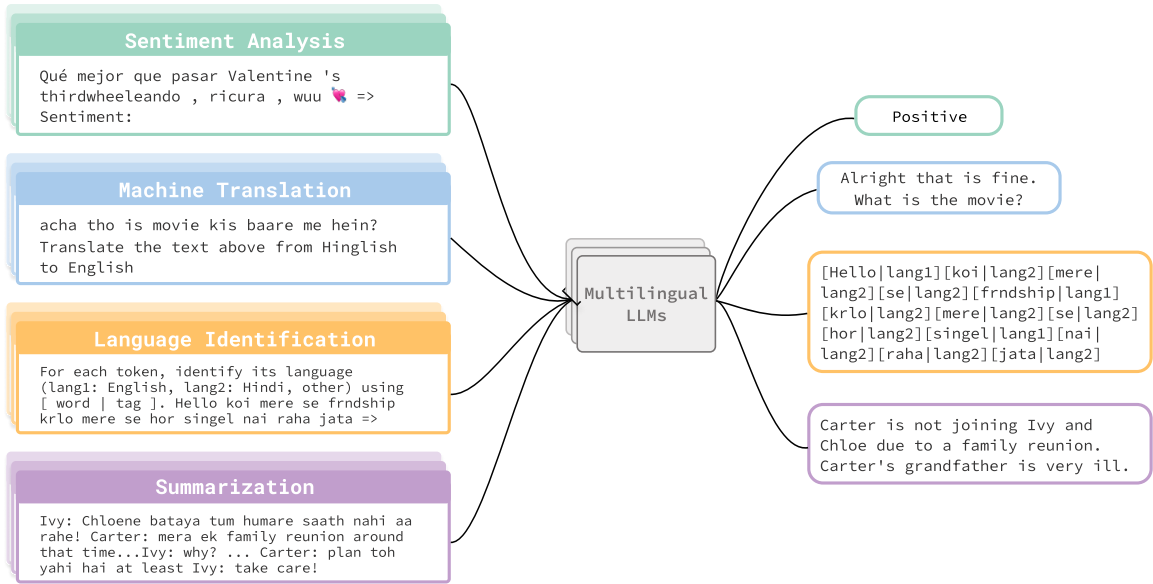 Sentiment Analysis
Qué mejor que pasar Valentine 's
thirdwheeleando , ricura , wuu 💘 =>
Sentiment:
Machine Translation
acha tho is movie kis baare me hein?
Translate the text above from Hinglish
to English
Language Identification
For each token, identify its language
(lang1: English, lang2: Hindi, other) using
[ word | tag ]. Hello koi mere se frndship
krlo mere se hor singel nai raha jata =>
Summarization
Ivy: Chloene bataya tum humare saath nahi aa
rahe! Carter: mera ek family reunion around
that time...Ivy: why? ... Carter: plan toh
yahi hai at least Ivy: take care!
Multilingual
LLMs
Positive
Alright that is fine.
What is the movie?
[Hello|lang1][koi|lang2][mere|
lang2][se|lang2][frndship|lang1]
[krlo|lang2][mere|lang2][se|lang2]
[hor|lang2][singel|lang1][nai|
lang2][raha|lang2][jata|lang2]
Carter is not joining Ivy and
Chloe due to a family reunion.
Carter's grandfather is very ill.